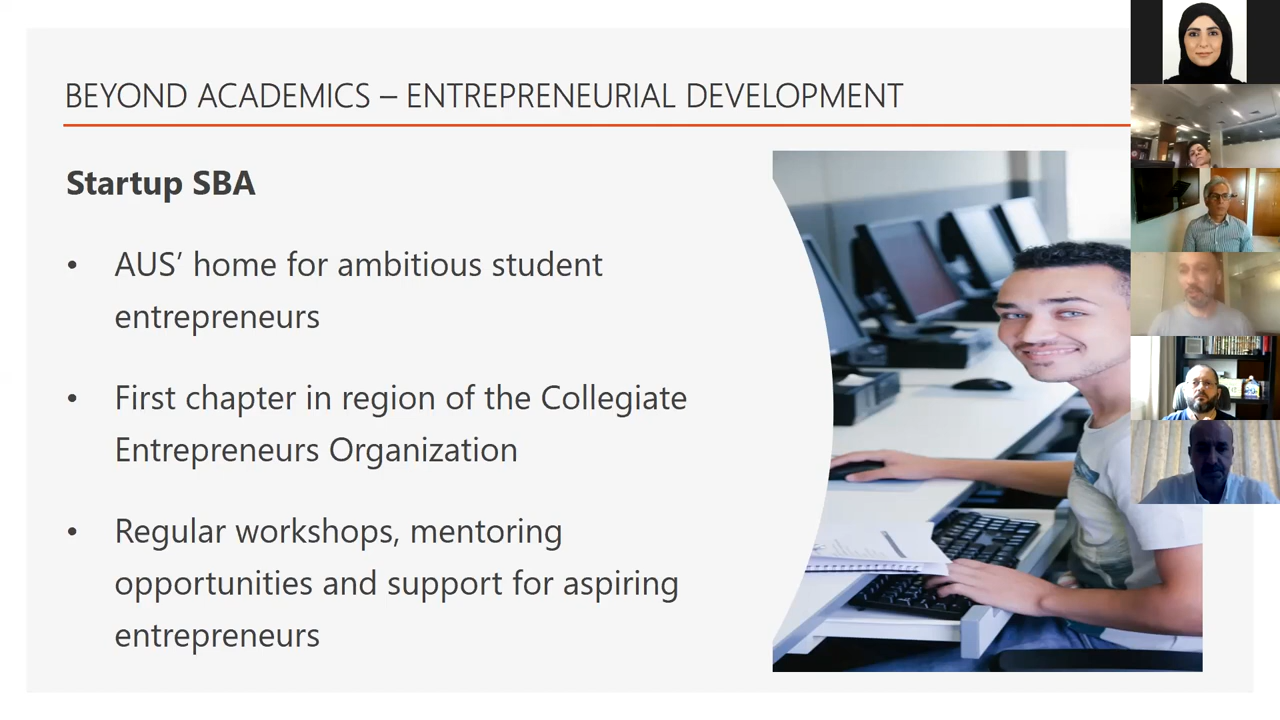 BEYOND ACADEMICS – ENTREPRENEURIAL DEVELOPMENT
Startup SBA
• AUS’ home for ambitious student
entrepreneurs
• First chapter in region of the Collegiate
Entrepreneurs Organization
• Regular workshops, mentoring
opportunities and support for aspiring
entrepreneurs